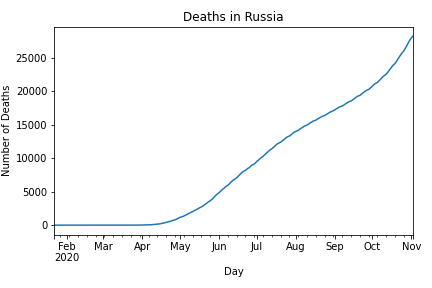 Deaths in Russia
Number of Deaths
25000
20000
15000
10000
5000
0
Feb Mar Apr May Jun Jul Aug Sep Oct Nov
2020
Day